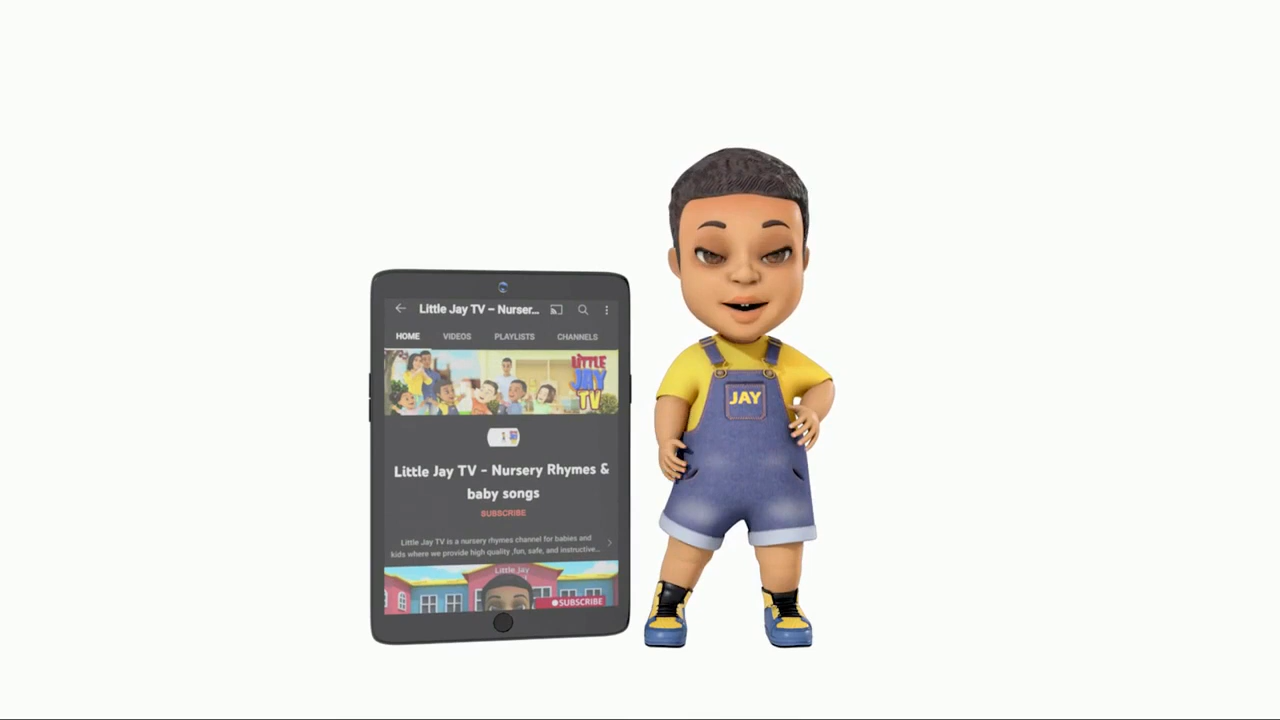 Little Jay TV – Nurser...
HOME VIDEOS PLAYLISTS CHANNELS
LITTLE
JAY
TV
Little Jay TV - Nursery Rhymes &
baby songs
SUBSCRIBE
Little Jay TV is a nursery rhymes channel for babies and
kids where we provide high quality ,fun, safe, and instructive...
Little Jay
SUBSCRIBE
JAY